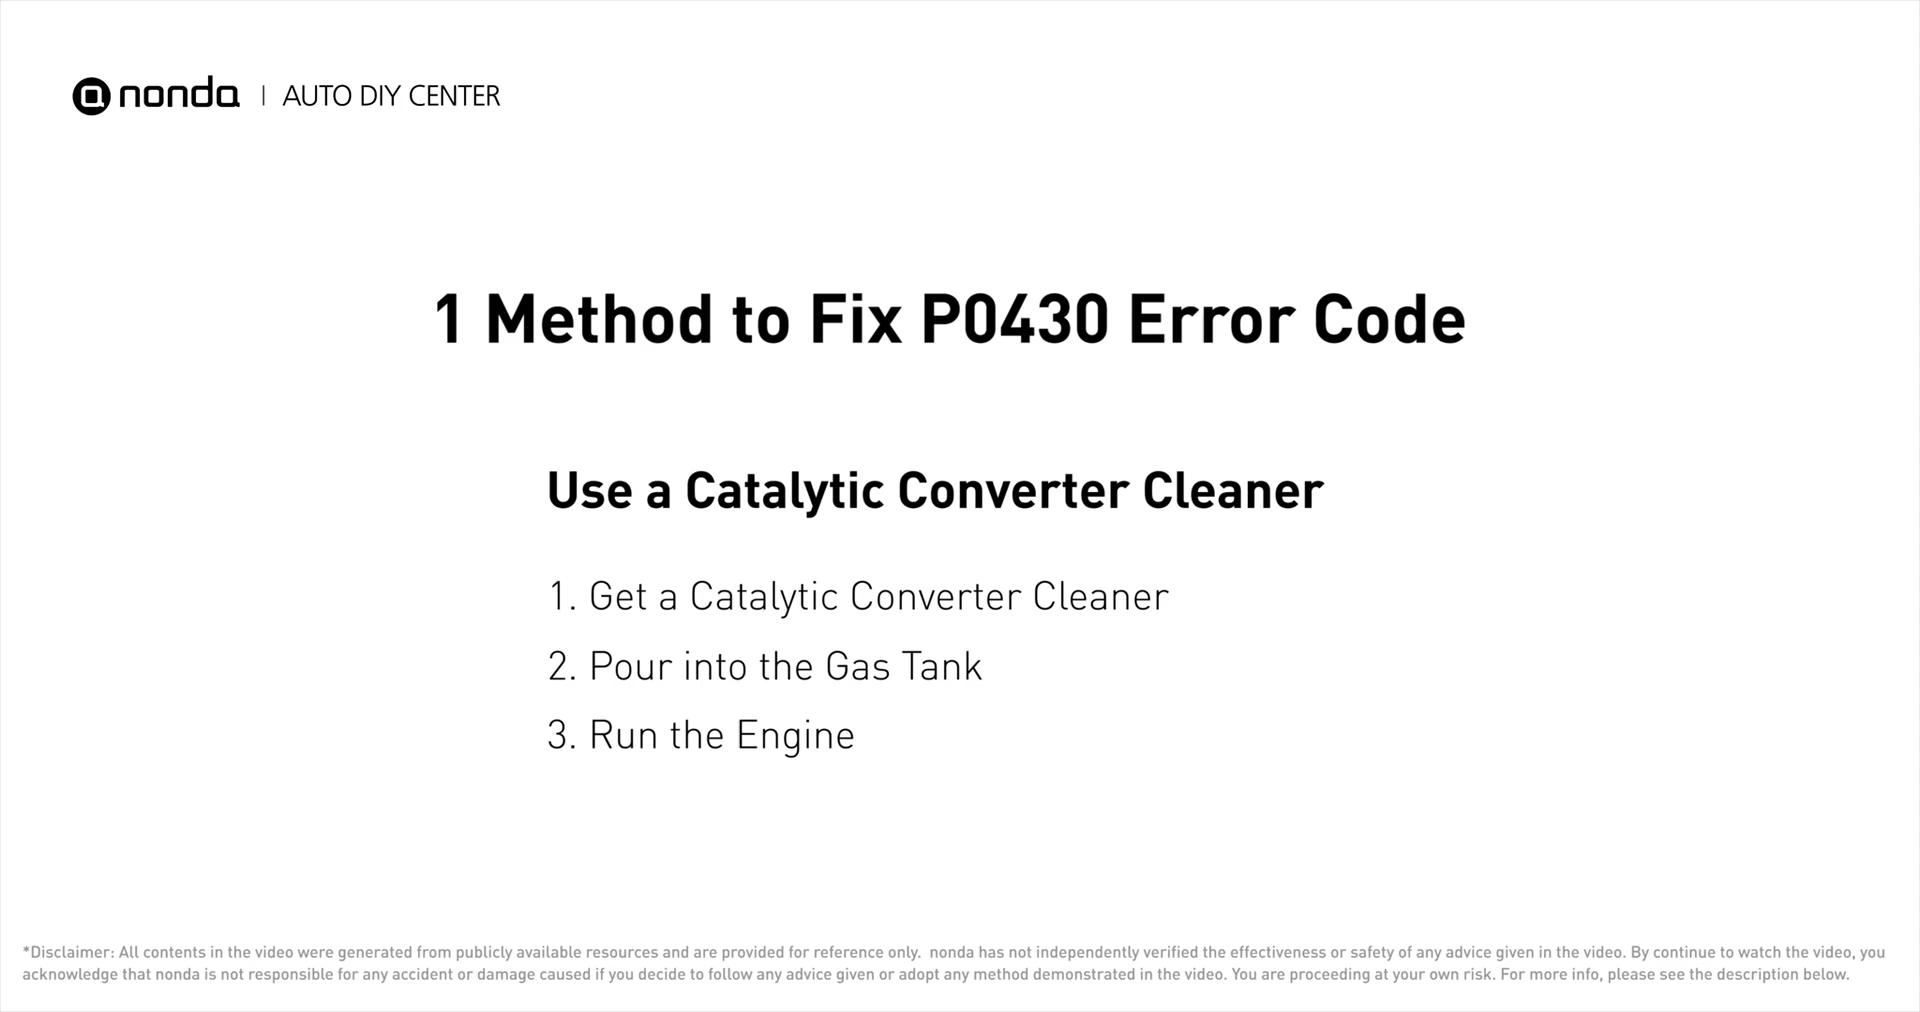 nonda | AUTO DIY CENTER
1 Method to Fix P0430 Error Code
Use a Catalytic Converter Cleaner
1. Get a Catalytic Converter Cleaner
2. Pour into the Gas Tank
3. Run the Engine
*Disclaimer: All contents in the video were generated from publicly available resources and are provided for reference only.  nonda has not independently verified the effectiveness or safety of any advice given in the video. By continue to watch the video, you
acknowledge that nonda is not responsible for any accident or damage caused if you decide to follow any advice given or adopt any method demonstrated in the video. You are proceeding at your own risk. For more info, please see the description below.